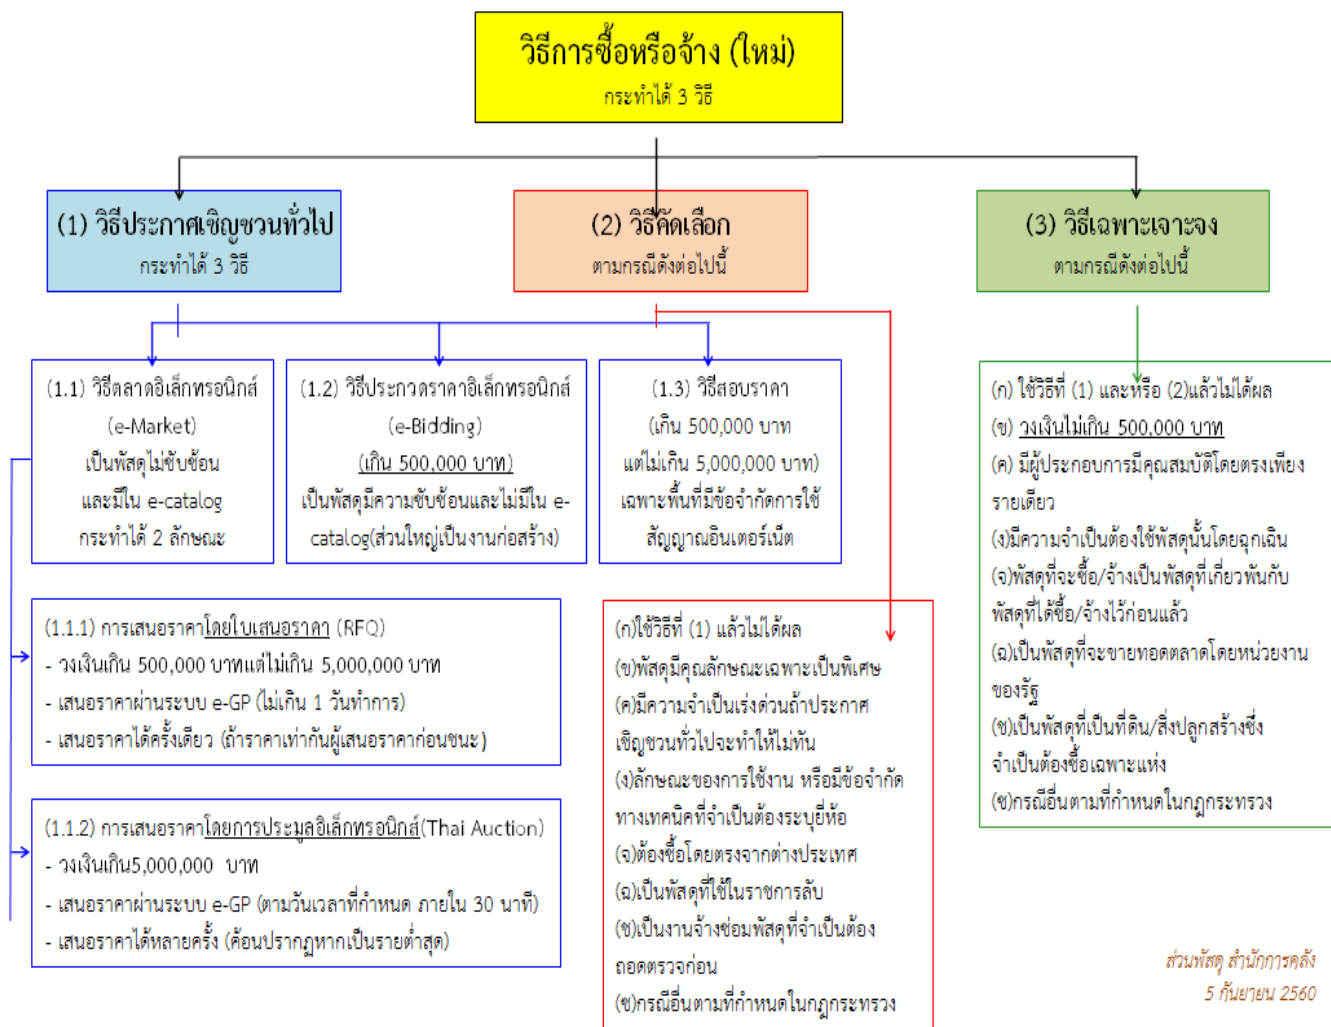 วิธีการซื้อหรือจ้าง (ใหม่)
กระทำได้ 3 วิธี
(1) วิธีประกาศเชิญชวนทั่วไป
กระทำได้ 3 วิธี
(2) วิธีคัดเลือก
ตามกรณีดังต่อไปนี้
(3) วิธีเฉพาะเจาะจง
ตามกรณีดังต่อไปนี้
(1.1) วิธีตลาดอิเล็กทรอนิกส์
(e-Market)
เป็นพัสดุไม่ซับซ้อน
และมีใน e-catalog
กระทำได้ 2 ลักษณะ
(1.2) วิธีประกวดราคาอิเล็กทรอนิกส์
(e-Bidding)
(เกิน 500,000 บาท)
เป็นพัสดุมีความซับซ้อนและไม่มีใน e-
catalog(ส่วนใหญ่เป็นงานก่อสร้าง)
(1.3) วิธีสอบราคา
(เกิน 500,000 บาท
แต่ไม่เกิน 5,000,000 บาท)
เฉพาะพื้นที่มีข้อจำกัดการใช้
สัญญาณอินเตอร์เน็ต
(1.1.1) การเสนอราคาโดยใบเสนอราคา (RFQ)
- วงเงินเกิน 500,000 บาทแต่ไม่เกิน 5,000,000 บาท
- เสนอราคาผ่านระบบ e-GP (ไม่เกิน 1 วันทำการ)
- เสนอราคาได้ครั้งเดียว (ถ้าราคาเท่ากันผู้เสนอราคาก่อนชนะ)
(1.1.2) การเสนอราคาโดยการประมูลอิเล็กทรอนิกส์(Thai Auction)
- วงเงินเกิน5,000,000 บาท
- เสนอราคาผ่านระบบ e-GP (ตามวันเวลาที่กำหนด ภายใน 30 นาที)
- เสนอราคาได้หลายครั้ง (ค้อนปรากฏหากเป็นรายต่ำสุด)
(ก)ใช้วิธีที่ (1) แล้วไม่ได้ผล
(ข)พัสดุมีคุณลักษณะเฉพาะเป็นพิเศษ
(ค)มีความจำเป็นเร่งด่วนถ้าประกาศ
เชิญชวนทั่วไปจะทำให้ไม่ทัน
(ง)ลักษณะของการใช้งาน หรือมีข้อจำกัด
ทางเทคนิคที่จำเป็นต้องระบุยี่ห้อ
(จ)ต้องซื้อโดยตรงจากต่างประเทศ
(ฉ)เป็นพัสดุที่ใช้ในราชการลับ
(ช)เป็นงานจ้างซ่อมพัสดุที่จำเป็นต้อง
ถอดตรวจก่อน
(ซ)กรณีอื่นตามที่กำหนดในกฎกระทรวง
(ก) ใช้วิธีที่ (1) และหรือ (2)แล้วไม่ได้ผล
(ข) วงเงินไม่เกิน 500,000 บาท
(ค) มีผู้ประกอบการมีคุณสมบัติโดยตรงเพียง
รายเดียว
(ง)มีความจำเป็นต้องใช้พัสดุนั้นโดยฉุกเฉิน
(จ)พัสดุที่จะซื้อ/จ้างเป็นพัสดุที่เกี่ยวพันกับ
พัสดุที่ได้ซื้อ/จ้างไว้ก่อนแล้ว
(ฉ)เป็นพัสดุที่จะขายทอดตลาดโดยหน่วยงาน
ของรัฐ
(ช)เป็นพัสดุที่เป็นที่ดิน/สิ่งปลูกสร้างซึ่ง
จำเป็นต้องซื้อเฉพาะแห่ง
(ซ)กรณีอื่นตามที่กำหนดในกฎกระทรวง
ส่วนพัสดุ สำนักการคลัง
5 กันยายน 2560